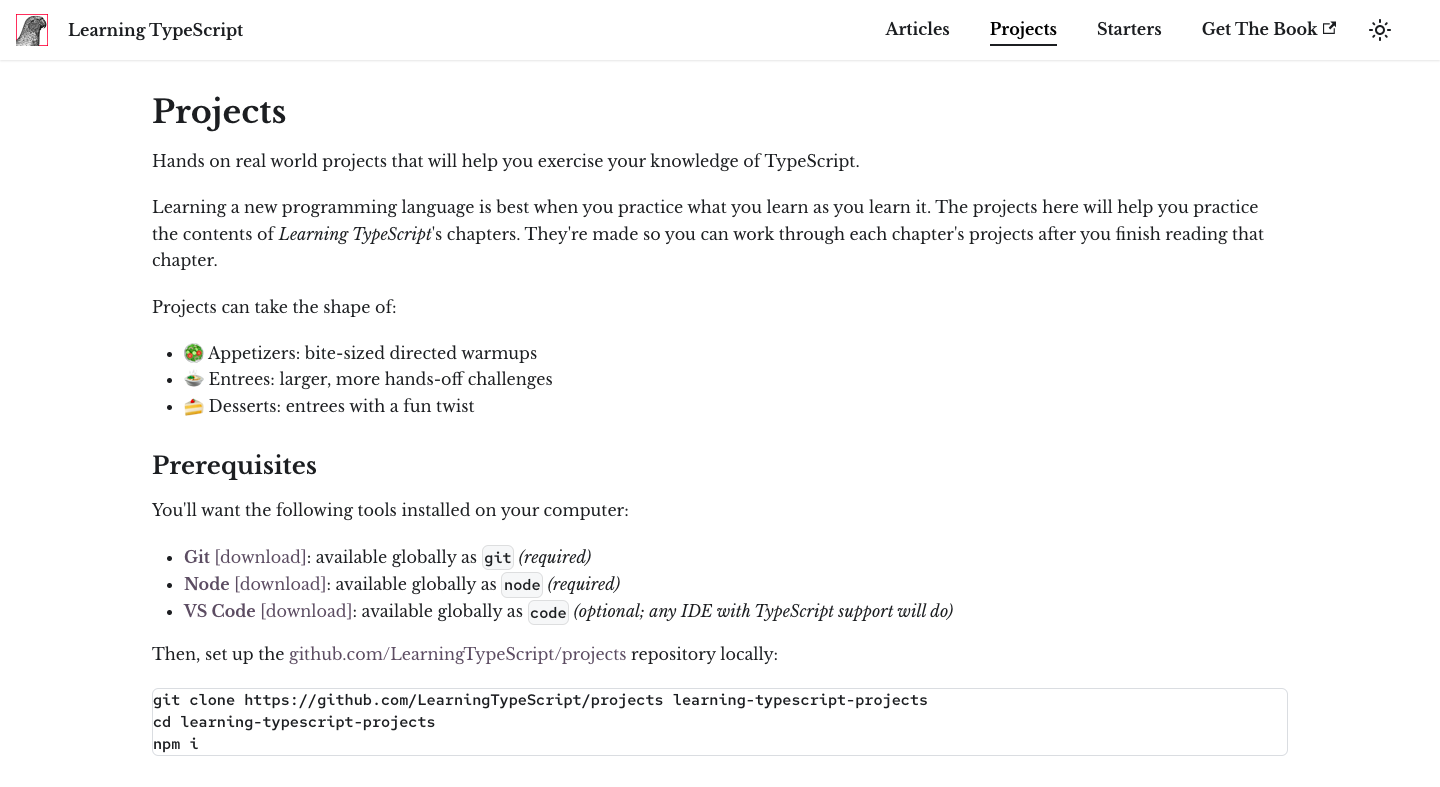 Learning TypeScript
Articles
Projects
Starters
Get The Book
Projects
Hands on real world projects that will help you exercise your knowledge of TypeScript.
Learning a new programming language is best when you practice what you learn as you learn it. The projects here will help you practice
the contents of Learning TypeScript's chapters. They're made so you can work through each chapter's projects after you finish reading that
chapter.
Projects can take the shape of:
🥗 Appetizers: bite-sized directed warmups
🍲 Entrees: larger, more hands-off challenges
🍰 Desserts: entrees with a fun twist
Prerequisites
You'll want the following tools installed on your computer:
Git [download]: available globally as git (required)
Node [download]: available globally as node (required)
VS Code [download]: available globally as code (optional; any IDE with TypeScript support will do)
Then, set up the github.com/LearningTypeScript/projects repository locally:
git clone https://github.com/LearningTypeScript/projects learning-typescript-projects
cd learning-typescript-projects
npm i